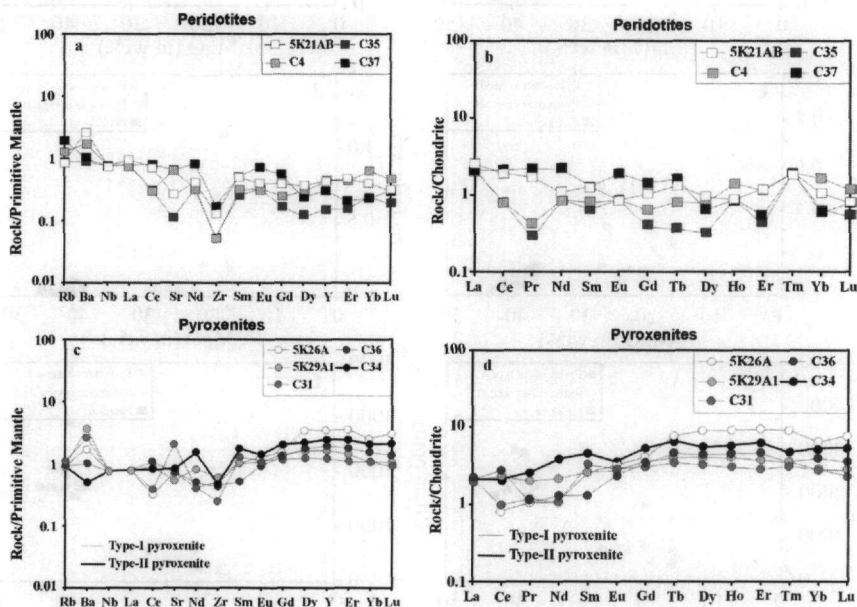 Peridotites
100
10
1
0.1
0.01
Rock/Primitive Mantle
a
5K21AB
C35
C4
C37
Rb Ba Nb La Ce Sr Nd Zr Sm Eu Gd Dy Y Er Yb Lu
Peridotites
100
10
1
0.1
Rock/Chondrite
b
5K21AB
C35
C4
C37
La Ce Pr Nd Sm Eu Gd Tb Dy Ho Er Tm Yb Lu
Pyroxenites
100
10
1
0.1
0.01
Rock/Primitive Mantle
c
5K26A
C36
5K29A1
C34
C31
Type-I pyroxenite
Type-II pyroxenite
Rb Ba Nb La Ce Sr Nd Zr Sm Eu Gd Dy Y Er Yb Lu
Pyroxenites
100
10
1
0.1
Rock/Chondrite
d
5K26A
C36
5K29A1
C34
C31
Type-I pyroxenite
Type-II pyroxenite
La Ce Pr Nd Sm Eu Gd Tb Dy Ho Er Tm Yb Lu